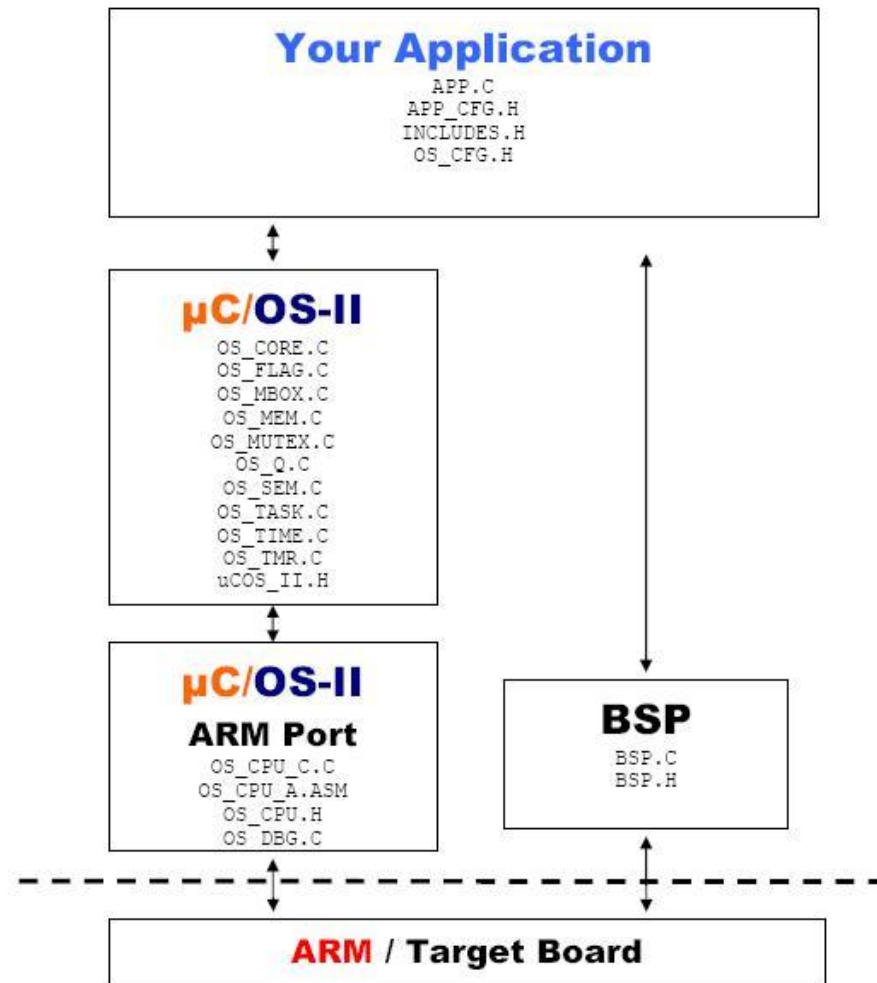 Your Application
APP.C
APP_CFG.H
INCLUDES.H
OS_CFG.H
µC/OS-II
OS_CORE.C
OS_FLAG.C
OS_MBOX.C
OS_MEM.C
OS_MUTEX.C
OS_Q.C
OS_SEM.C
OS_TASK.C
OS_TIME.C
OS_TMR.C
uCOS_II.H
µC/OS-II
ARM Port
OS_CPU_C.C
OS_CPU_A.ASM
OS_CPU.H
OS_DBG.C
BSP
BSP.C
BSP.H
ARM / Target Board